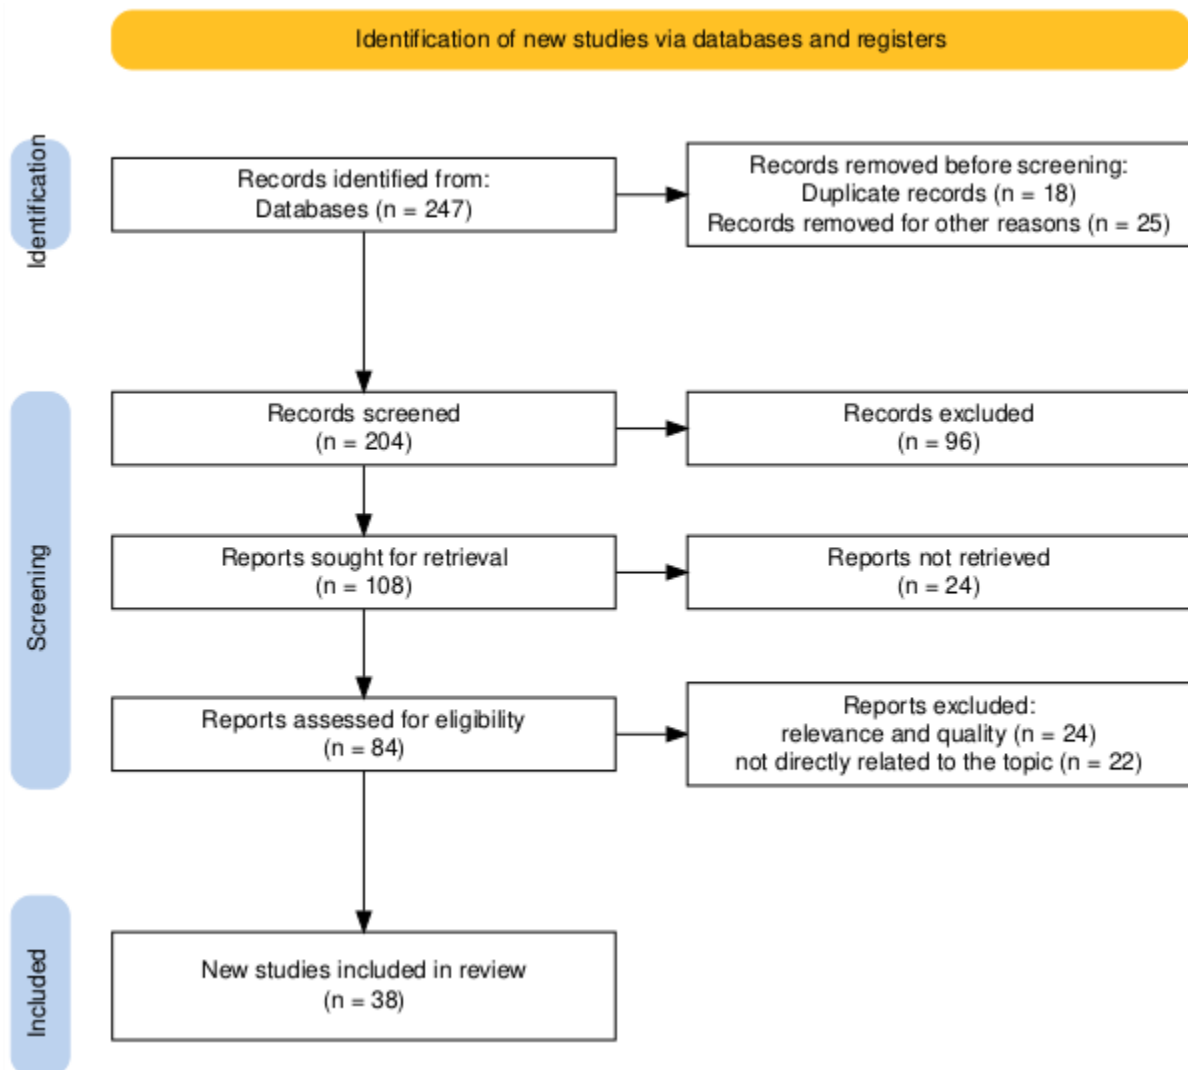 Identification of new studies via databases and registers
Identification
Records identified from:
Databases (n = 247)
Records removed before screening:
Duplicate records (n = 18)
Records removed for other reasons (n = 25)
Screening
Records screened
(n = 204)
Records excluded
(n = 96)
Reports sought for retrieval
(n = 108)
Reports not retrieved
(n = 24)
Reports assessed for eligibility
(n = 84)
Reports excluded:
relevance and quality (n = 24)
not directly related to the topic (n = 22)
Included
New studies included in review
(n = 38)